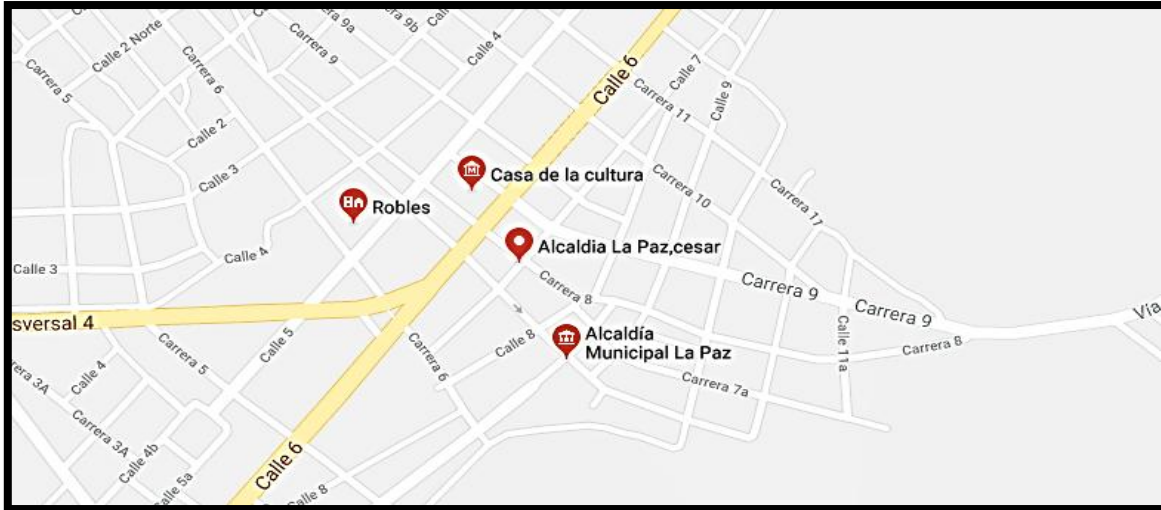 Carrera 9a
Carrera 9b
Calle 2 Norte
Calle 4
Carrera 9
Carrera 6
Carrera 5
Calle 6
Calle 7
Calle 9
Carrera 11
Calle 2
Calle 3
Casa de la cultura
Carrera 10
Carrera 17
Robles
Alcaldia La Paz,cesar
Calle 4
Calle 3
Carrera 8
Carrera 9
Carrera 9
Vía
sversal 4
Calle 5
Calle 8
Alcaldía
Municipal La Paz
Calle 11a
Carrera 8
Calle 4
Carrera 5
Carrera 6
Carrera 7a
rera 3A
Carrera 3A
Calle 4b
Calle 6
Calle 5a
Calle 8